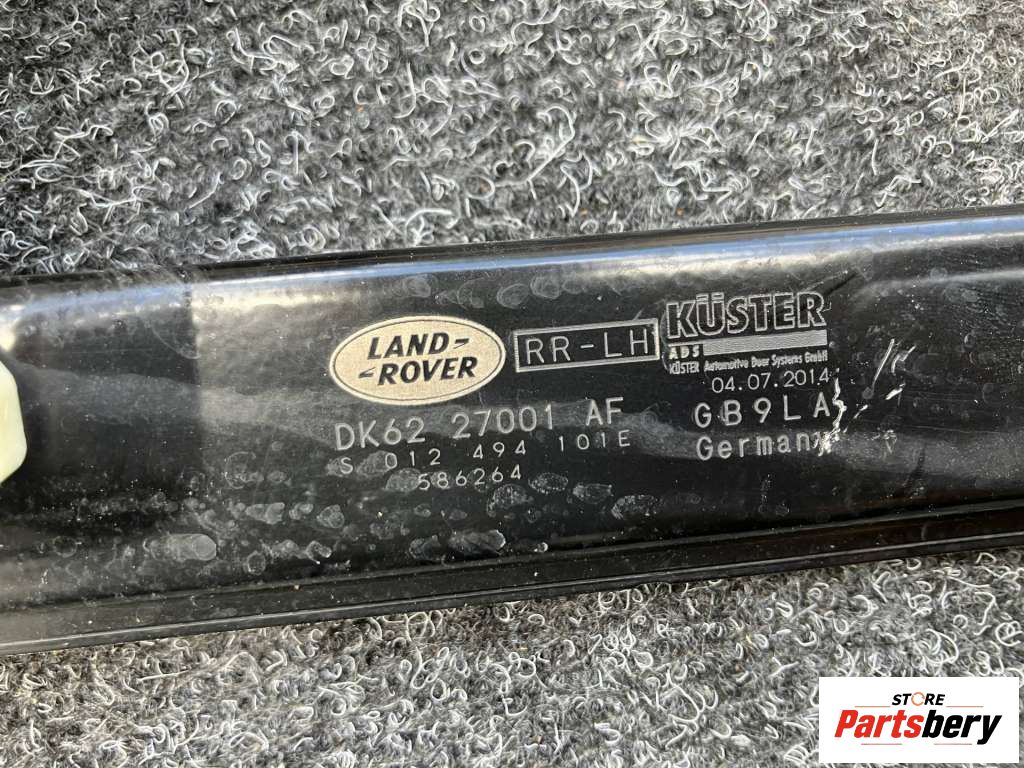 LAND-
-ROVER
RR-LH
KÜSTER
ADS
KÜSTER Automotive Door Systems GmbH
04.07.2014
DK62 27001 AF
GB9LA
S 012 494 101E
Germany
586264
STORE
Partsbery